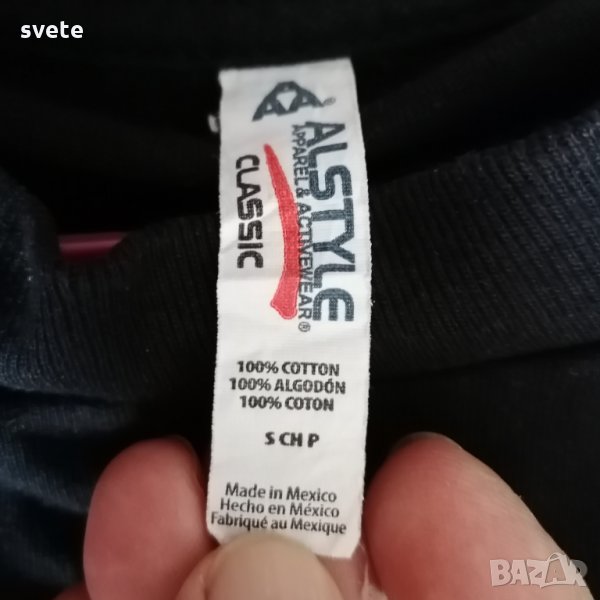 svete
ALSTYLE
APPAREL & ACTIVEWEAR®
CLASSIC
100% COTTON
100% ALGODÓN
100% COTON
S CH P
Made in Mexico
Hecho en México
Fabriqué au Mexique
BAZAR